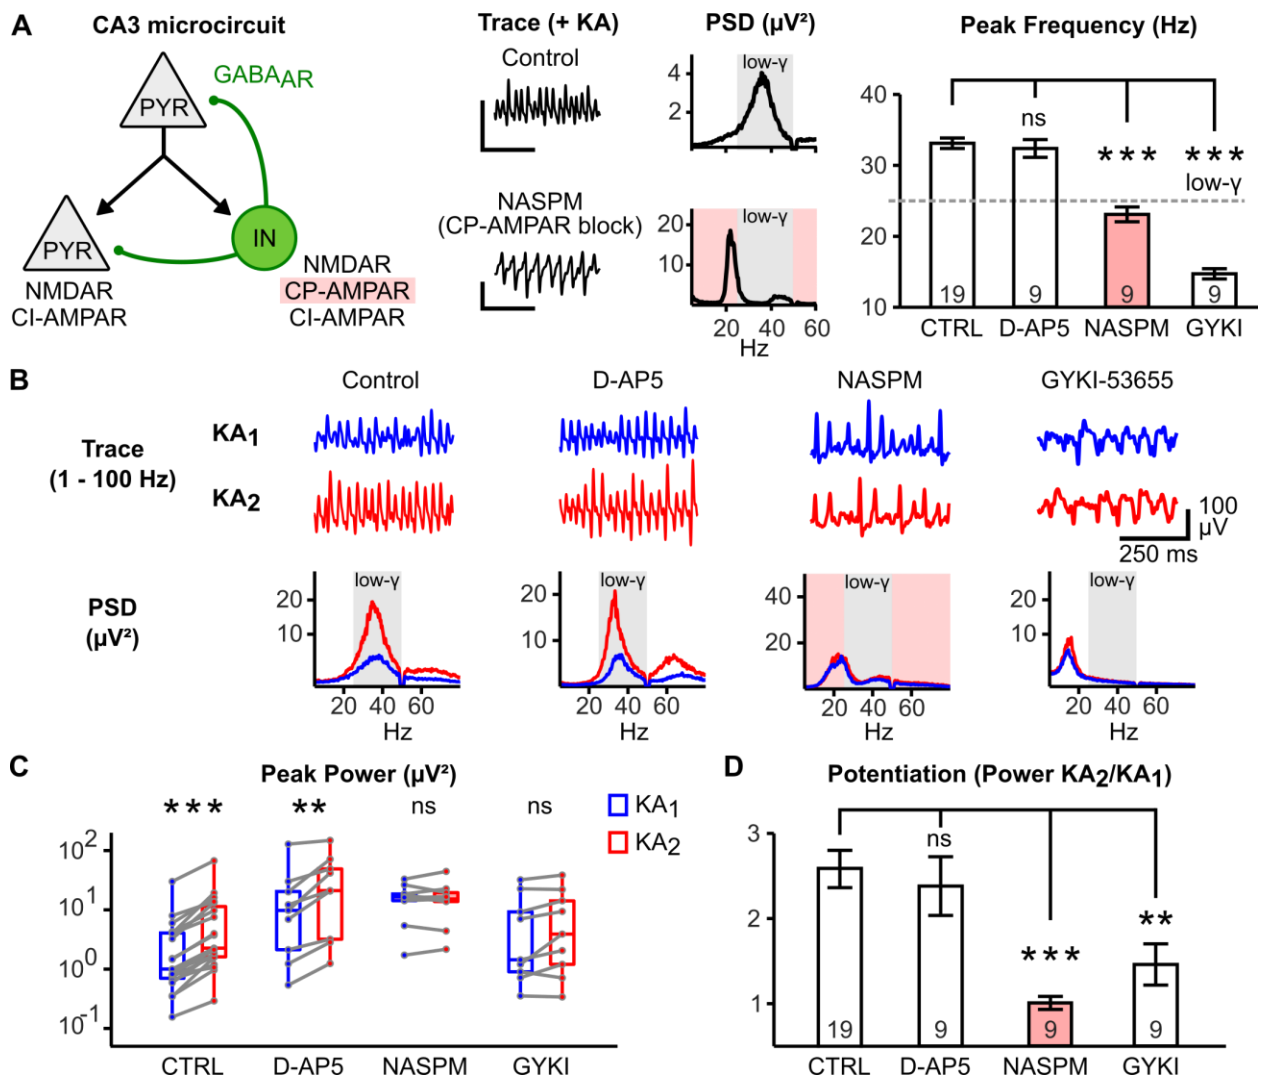 A
CA3 microcircuit
Trace (+ KA)
PSD (µV²)
Peak Frequency (Hz)
PYR
GABAAR
PYR
IN
NMDAR
CI-AMPAR
NMDAR
CP-AMPAR
CI-AMPAR
Control
NASPM
(CP-AMPAR block)
4
2
low-γ
20
10
low-γ
20 40 60
Hz
40
30
20
10
ns
***
***
low-γ
19
9
9
9
CTRL D-AP5 NASPM GYKI
B
Control D-AP5 NASPM GYKI-53655
Trace
(1 - 100 Hz)
KA1
KA2
100
µV
250 ms
PSD
(µV²)
20
10
low-γ
20 40 60
Hz
20
10
low-γ
20 40 60
Hz
40
20
low-γ
20 40 60
Hz
20
10
low-γ
20 40 60
Hz
C
Peak Power (µV²)
*** ** ns ns
KA1
KA2
10²
10¹
10⁰
10⁻¹
CTRL D-AP5 NASPM GYKI
D
Potentiation (Power KA2/KA1)
3
2
1
ns
***
**
19
9
9
9
CTRL D-AP5 NASPM GYKI